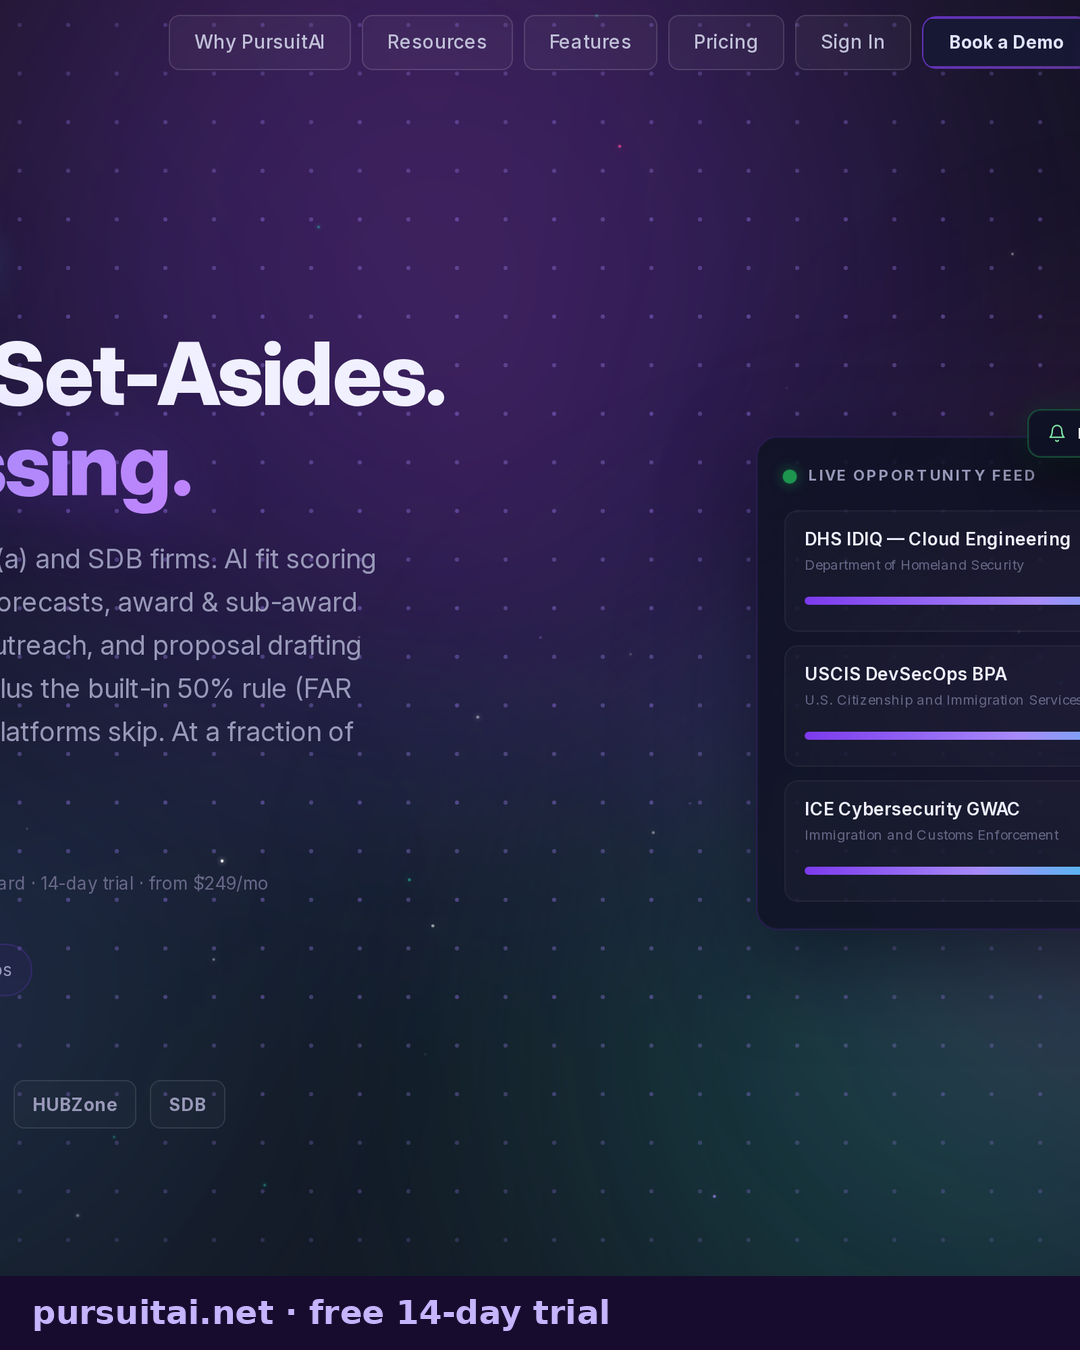 Why PursuitAI
Resources
Features
Pricing
Sign In
Book a Demo
Set-Asides.
ssing.
(a) and SDB firms. AI fit scoring
orecasts, award & sub-award
utreach, and proposal drafting
lus the built-in 50% rule (FAR
latforms skip. At a fraction of
ard · 14-day trial · from $249/mo
os
HUBZone
SDB
LIVE OPPORTUNITY FEED
DHS IDIQ — Cloud Engineering
Department of Homeland Security
USCIS DevSecOps BPA
U.S. Citizenship and Immigration Services
ICE Cybersecurity GWAC
Immigration and Customs Enforcement
pursuitai.net · free 14-day trial